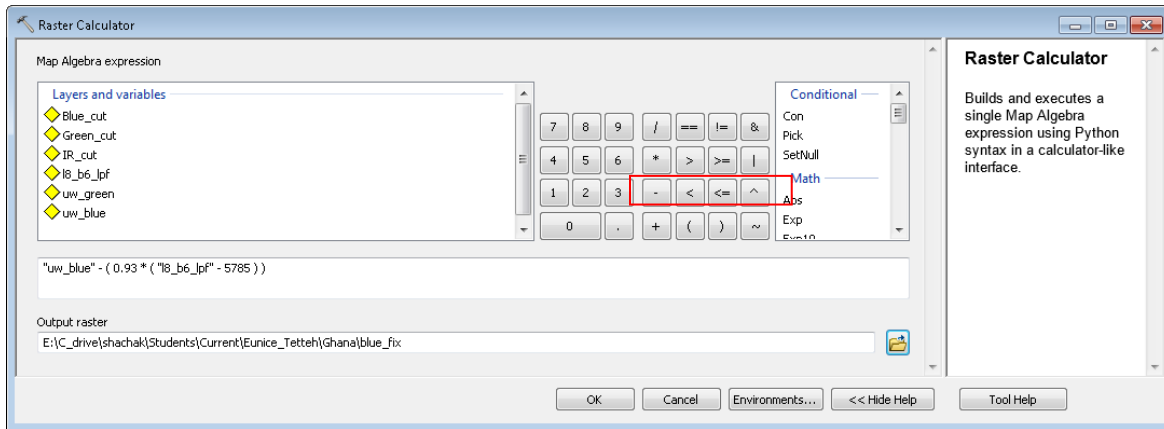 Raster Calculator
Map Algebra expression
Layers and variables
Blue_cut
Green_cut
IR_cut
l8_b6_lpf
uw_green
uw_blue
7 8 9 / == != &
4 5 6 * > >= |
1 2 3 - < <= ^
0 . + ( ) ~
Conditional
Con
Pick
SetNull
Math
Abs
Exp
Exp10
"uw_blue" - ( 0.93 * ( "l8_b6_lpf" - 5785 ) )
Output raster
E:\C_drive\shachak\Students\Current\Eunice_Tetteh\Ghana\blue_fix
OK Cancel Environments... << Hide Help
Raster Calculator
Builds and executes a
single Map Algebra
expression using Python
syntax in a calculator-like
interface.
Tool Help